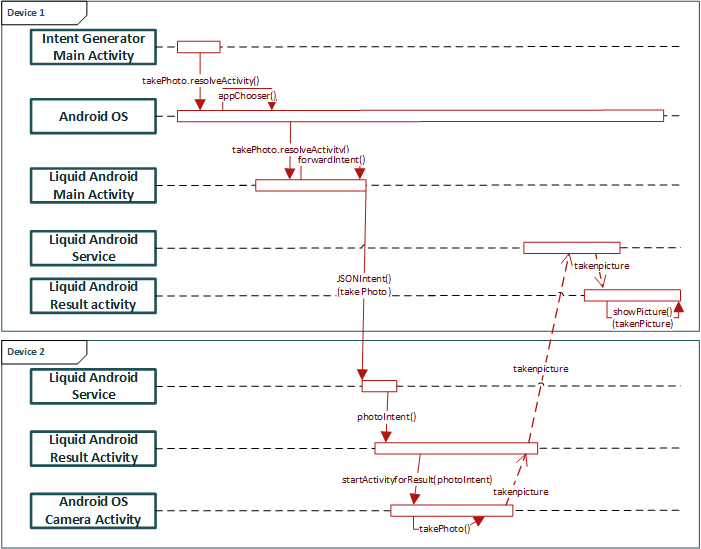 Device 1
Intent Generator
Main Activity
takePhoto.resolveActivity()
appChooser()
Android OS
takePhoto.resolveActivity()
forwardIntent()
Liquid Android
Main Activity
Liquid Android
Service
takenpicture
JSONIntent()
(take Photo )
Liquid Android
Result activity
showPicture()
(takenPicture)
Device 2
takenpicture
Liquid Android
Service
photoIntent()
Liquid Android
Result Activity
startActivityforResult(photoIntent)
takenpicture
Android OS
Camera Activity
takePhoto()